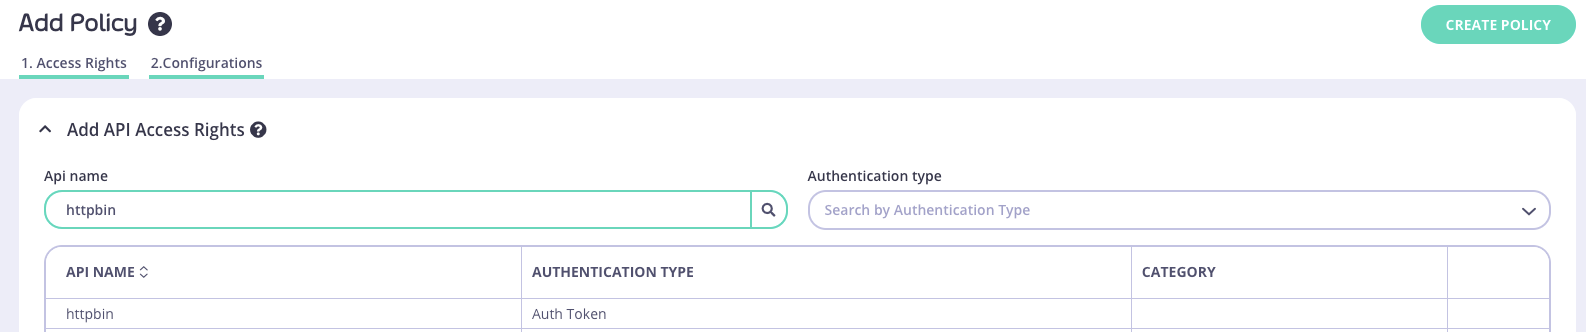 Add Policy ?
CREATE POLICY
1. Access Rights 2.Configurations
Add API Access Rights ?
Api name Authentication type
httpbin Search by Authentication Type
API NAME AUTHENTICATION TYPE CATEGORY
httpbin Auth Token